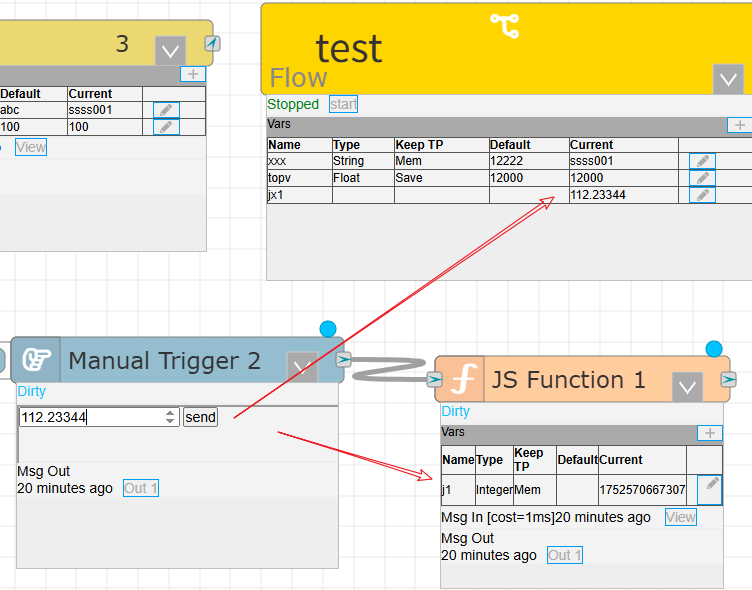 3
Default Current
abc ssss001
100 100
View
test
Flow
Stopped start
Vars
Name Type Keep TP Default Current
xxx String Mem 12222 ssss001
topv Float Save 12000 12000
jx1 112.23344
Manual Trigger 2
Dirty
112.23344 send
Msg Out
20 minutes ago Out 1
JS Function 1
Dirty
Vars
Name Type Keep TP Default Current
j1 Integer Mem 1752570667307
Msg In [cost=1ms]20 minutes ago View
Msg Out
20 minutes ago Out 1